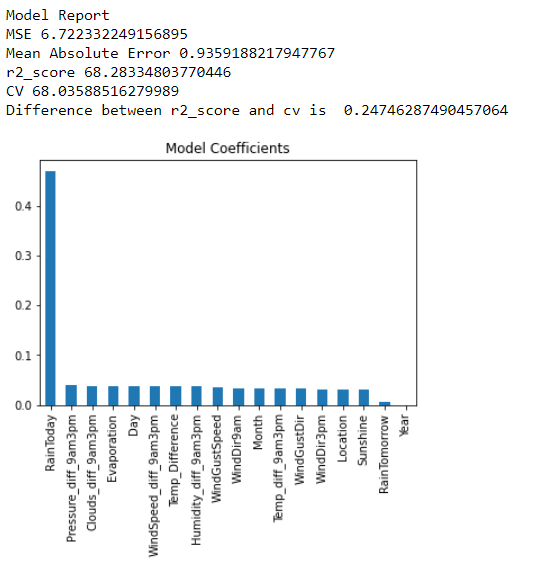 Model Report
MSE 6.722332249156895
Mean Absolute Error 0.9359188217947767
r2_score 68.28334803770446
CV 68.03588516279989
Difference between r2_score and cv is  0.24746287490457064
Model Coefficients
0.4
0.3
0.2
0.1
0.0
RainToday
Pressure_diff_9am3pm
Clouds_diff_9am3pm
Evaporation
Day
WindSpeed_diff_9am3pm
Temp_Difference
Humidity_diff_9am3pm
WindGustSpeed
WindDir9am
Month
Temp_diff_9am3pm
WindGustDir
WindDir3pm
Location
Sunshine
RainTomorrow
Year